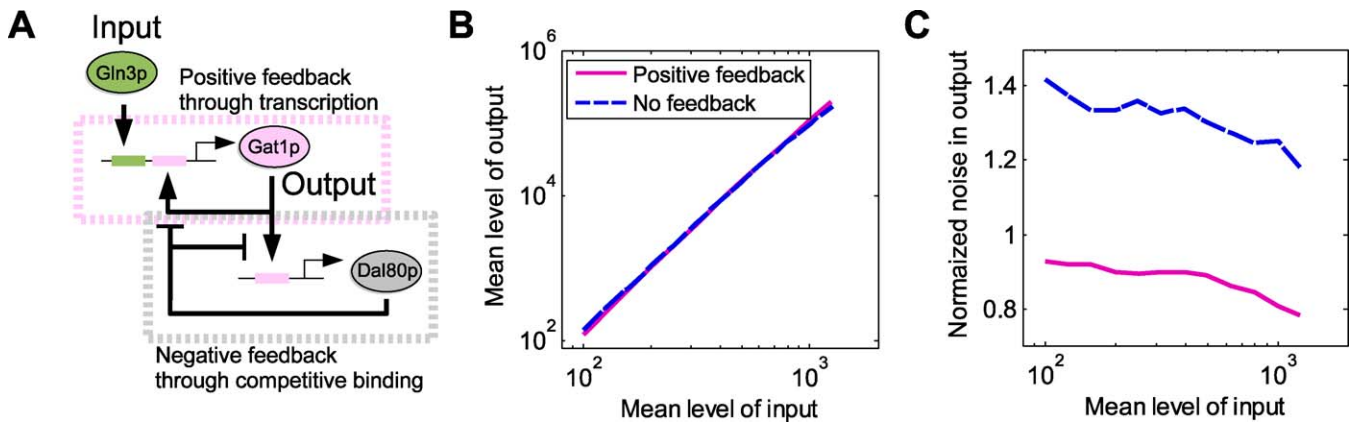 A
Input
Gln3p
Positive feedback
through transcription
Gat1p
Output
Dal80p
Negative feedback
through competitive binding
B
Mean level of output
10^6
10^4
10^2
Positive feedback
No feedback
10^2
10^3
Mean level of input
C
Normaized noise in output
1.4
1.2
1
0.8
10^2
10^3
Mean level of input